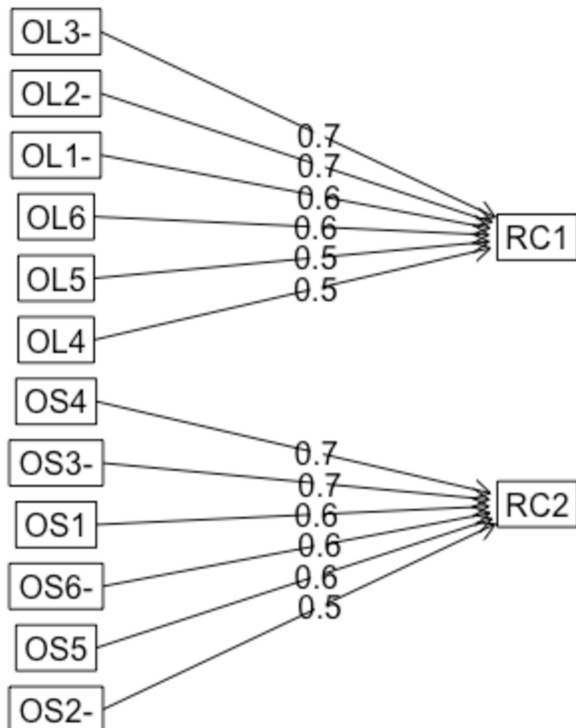 OL3-
OL2-
OL1-
OL6
OL5
OL4
OS4
OS3-
OS1
OS6-
OS5
OS2-
0.7
0.7
0.6
0.6
0.5
0.5
0.7
0.7
0.6
0.6
0.6
0.5
RC1
RC2